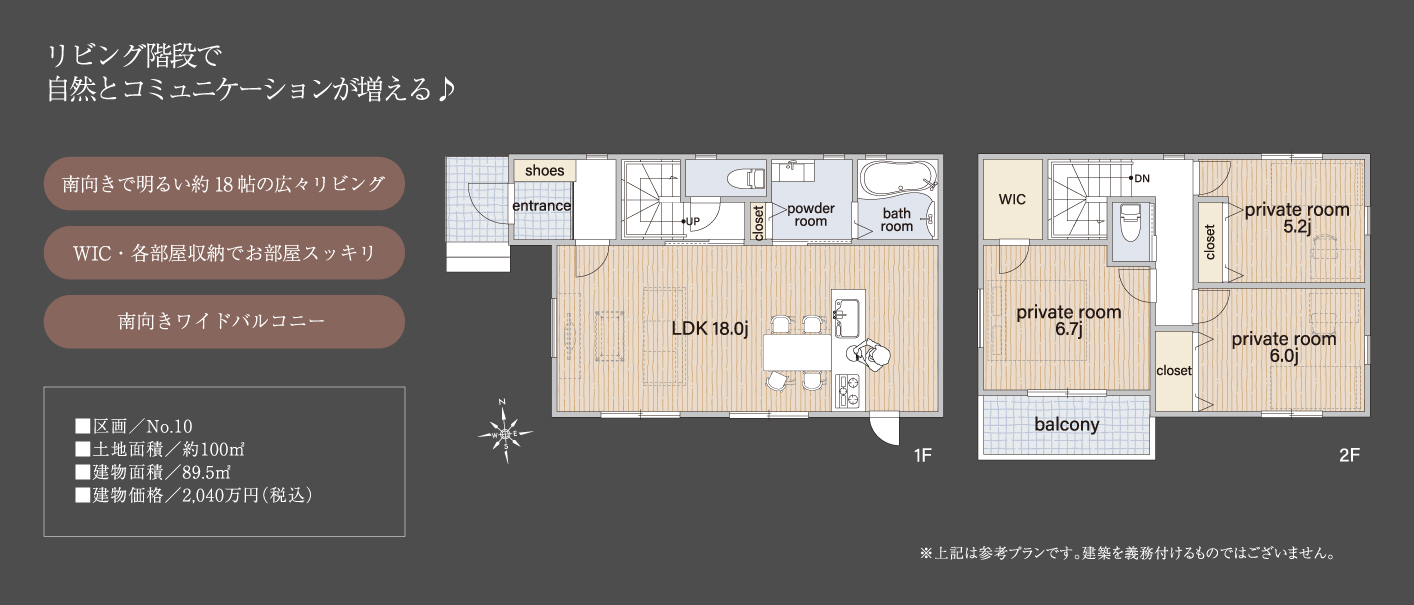 リビング階段で
自然とコミュニケーションが増える♪
南向きで明るい約18帖の広々リビング
WIC・各部屋収納でお部屋スッキリ
南向きワイドバルコニー
■区画／No.10
■土地面積／約100㎡
■建物面積／89.5㎡
■建物価格／2,040万円（税込）
shoes
entrance
UP
closet
powder
room
bath
room
LDK 18.0j
N
W
E
S
1F
WIC
DN
closet
private room
5.2j
private room
6.7j
private room
6.0j
closet
balcony
2F
※上記は参考プランです。建築を義務付けるものではございません。